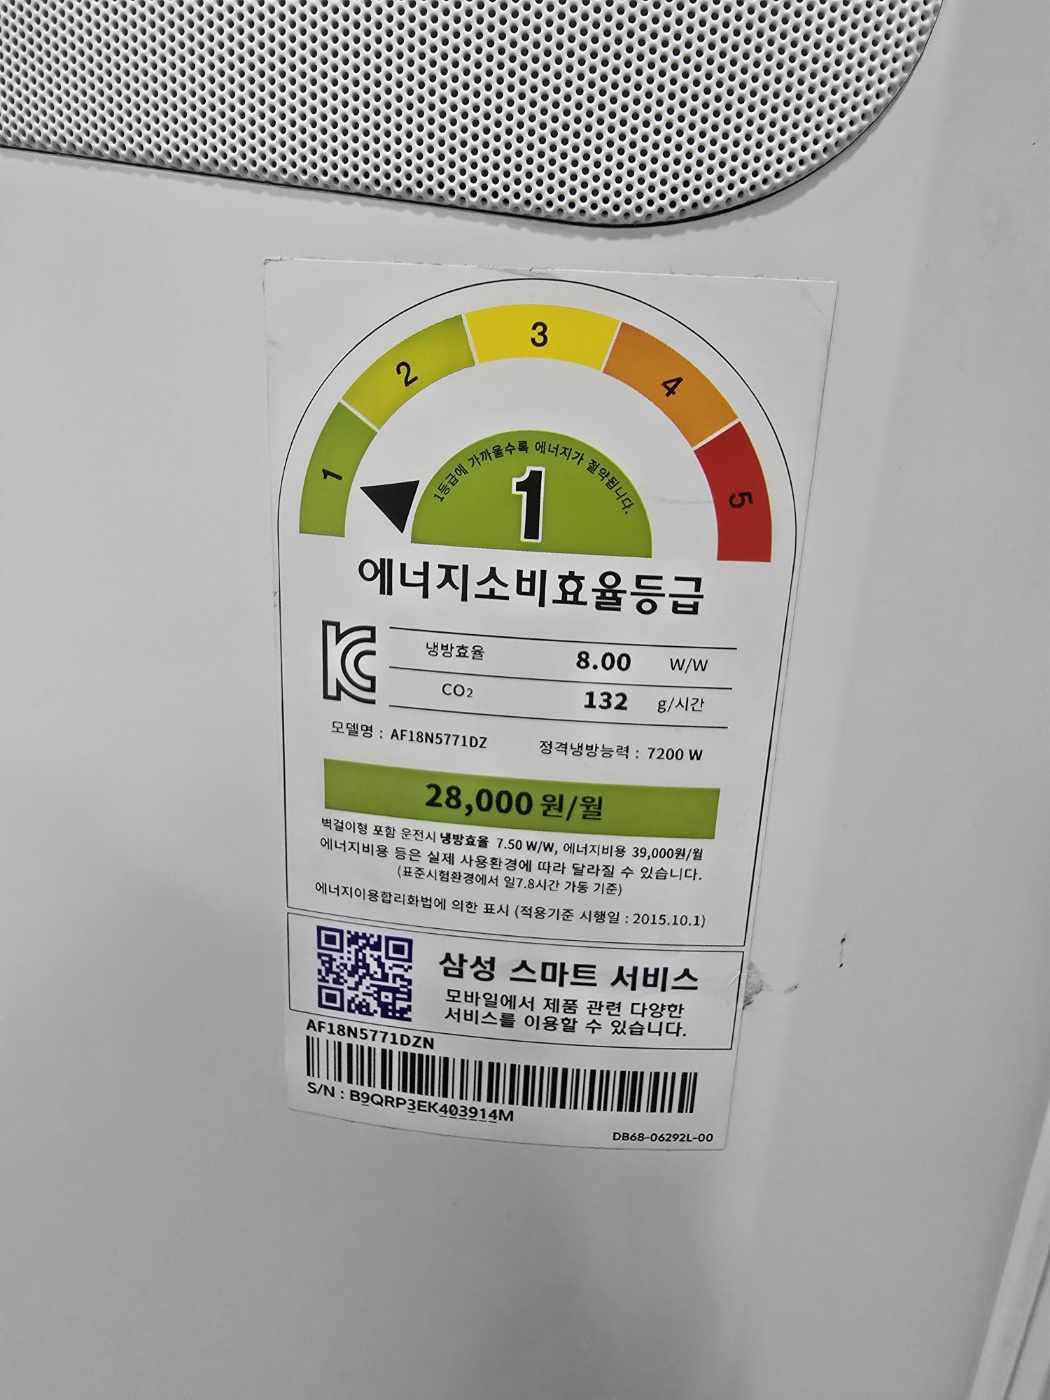 1
2
3
4
5
1등급에 가까울수록 에너지가 절약됩니다.
1
에너지소비효율등급
냉방효율 8.00 W/W
CO2 132 g/시간
모델명 : AF18N5771DZ 정격냉방능력 : 7200 W
28,000 원/월
벽걸이형 포함 운전시 냉방효율 7.50 W/W, 에너지비용 39,000원/월
에너지비용 등은 실제 사용환경에 따라 달라질 수 있습니다.
(표준시험환경에서 일7.8시간 가동 기준)
에너지이용합리화법에 의한 표시 (적용기준 시행일 : 2015.10.1)
삼성 스마트 서비스
모바일에서 제품 관련 다양한
서비스를 이용할 수 있습니다.
AF18N5771DZN
S/N : B9QRP3EK403914M
DB68-06292L-00